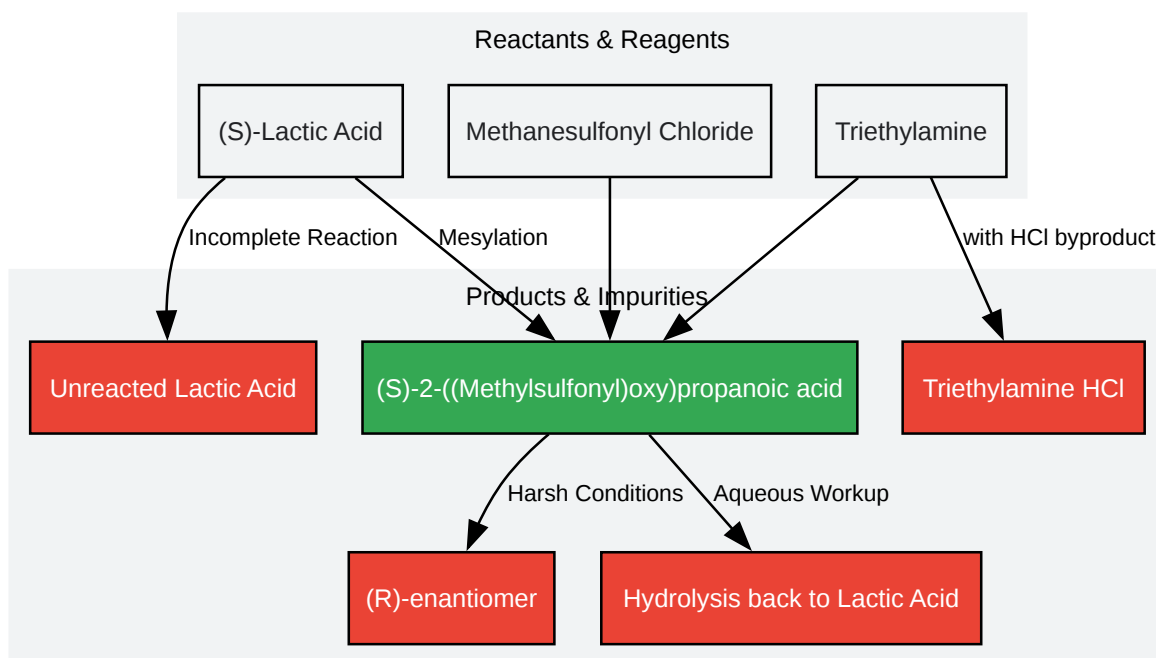 Reactants & Reagents
(S)-Lactic Acid
Methanesulfonyl Chloride
Triethylamine
Incomplete Reaction
Mesylation
with HCl byproduct
Products & Impurities
Unreacted Lactic Acid
(S)-2-((Methylsulfonyl)oxy)propanoic acid
Triethylamine HCl
Harsh Conditions
Aqueous Workup
(R)-enantiomer
Hydrolysis back to Lactic Acid